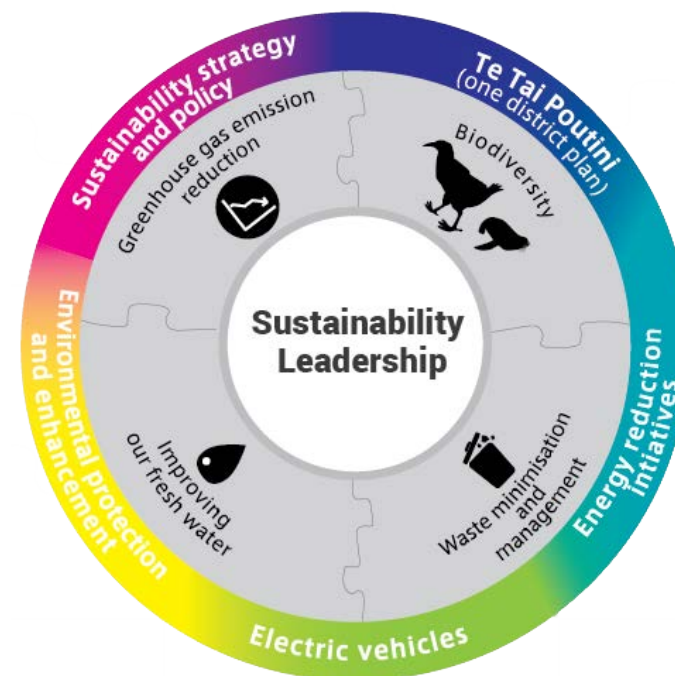 Sustainability strategy
and policy
Te Tai Poutini
(one district plan)
Greenhouse gas emission
reduction
Biodiversity
Sustainability
Leadership
Environmental protection
and enhancement
Improving
our fresh water
Waste minimisation
and
management
Energy reduction
intiatives
Electric vehicles